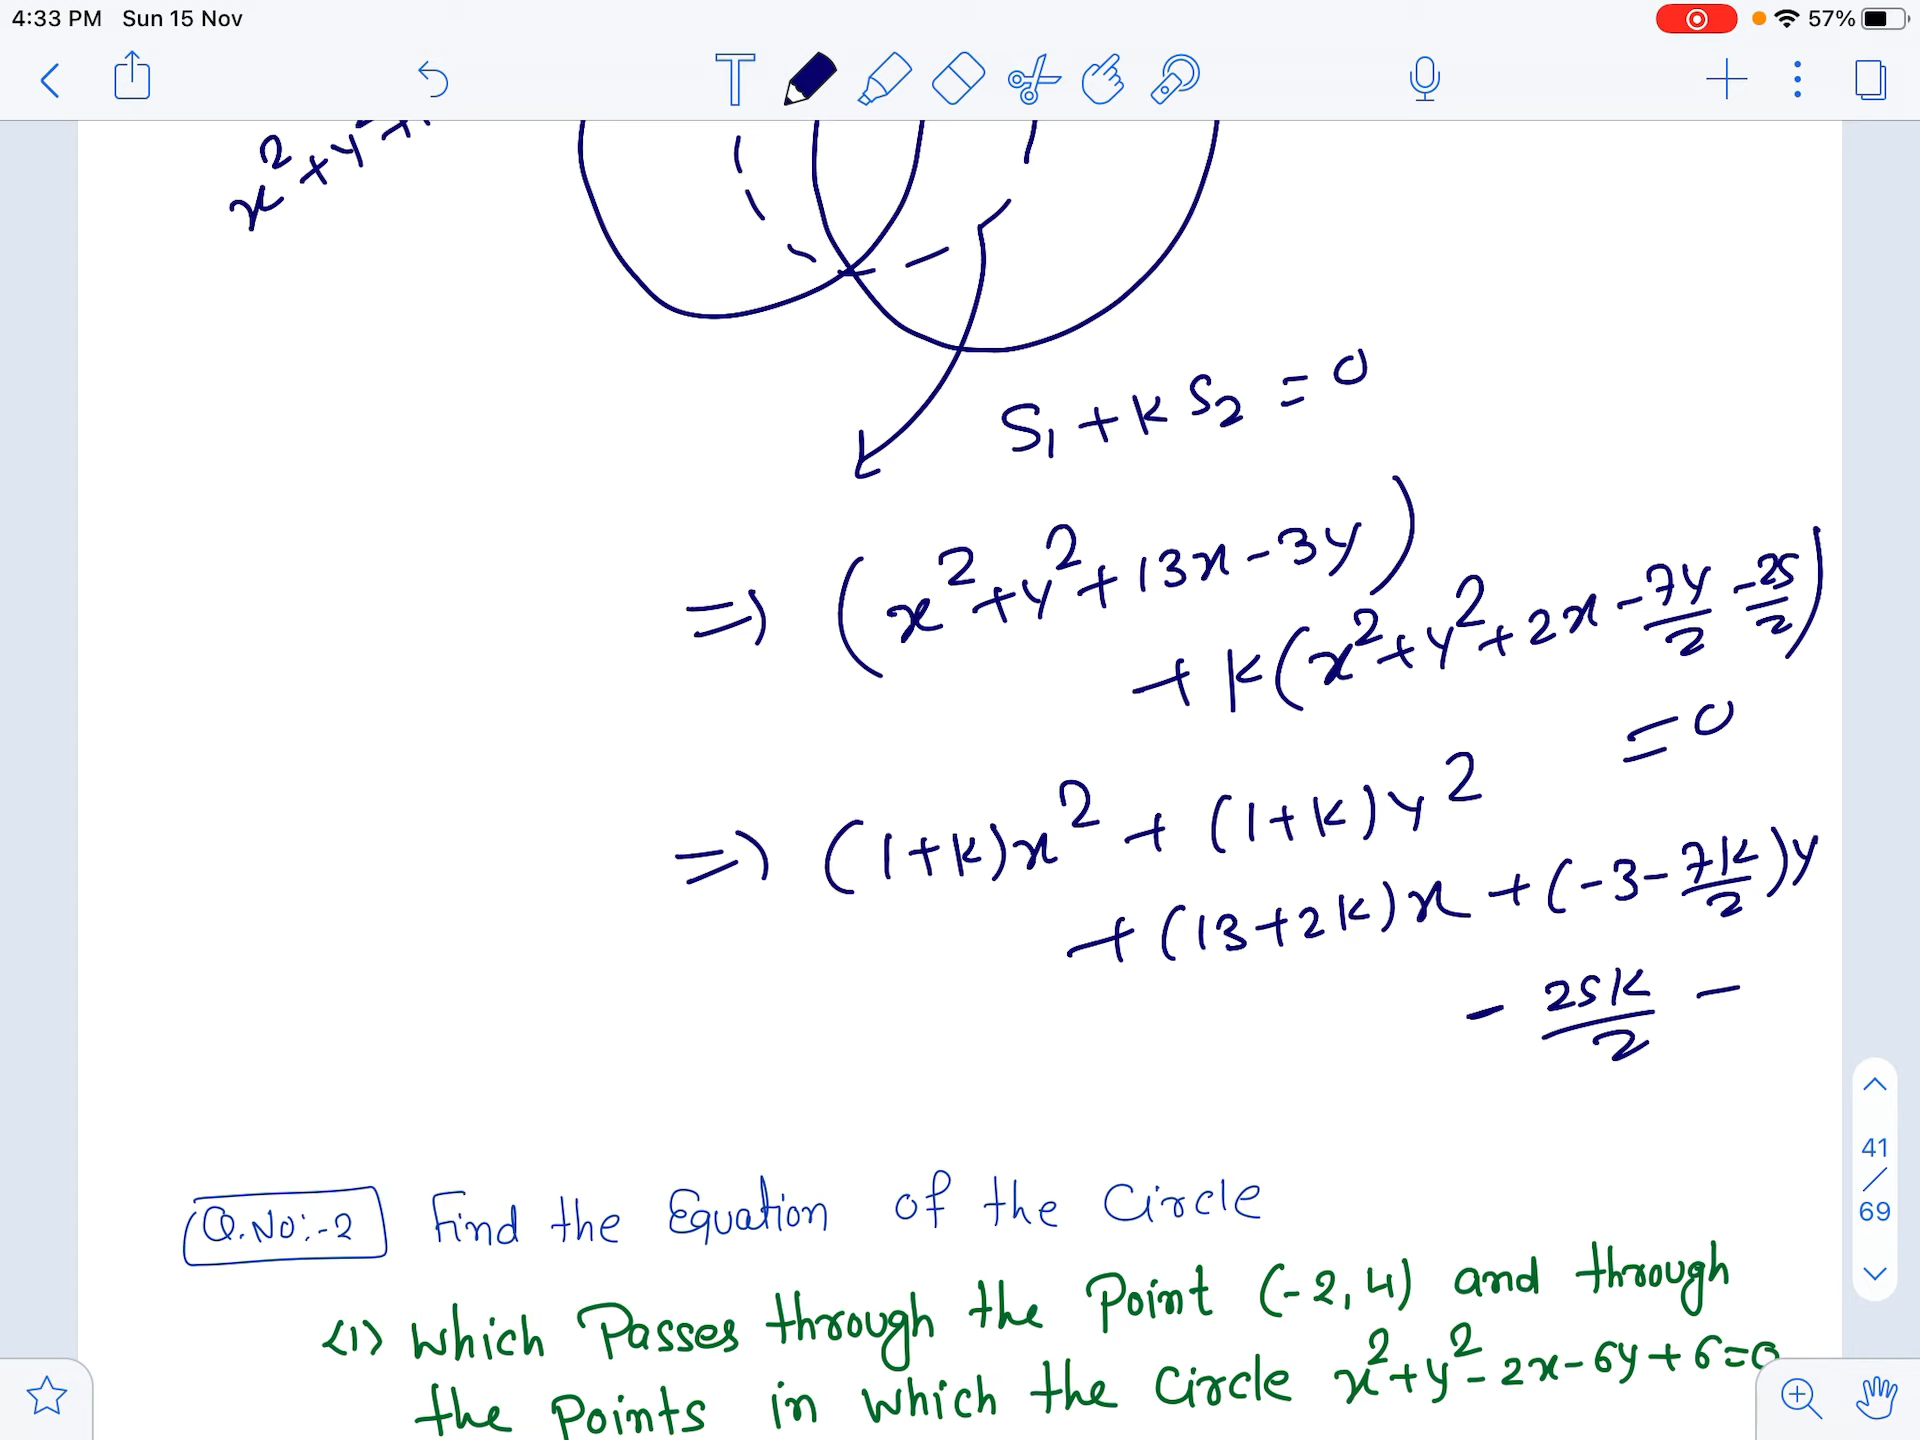 4:33 PM Sun 15 Nov
57%
T
x² + y² +
S₁ + k S₂ = 0
=> (x² + y² + 13x - 3y)
+ k(x² + y² + 2x - 7y/2 - 25/2)
= 0
=> (1+k)x² + (1+k)y²
+ (13+2k)x + (-3 - 7k/2)y
- 25k/2 -
41
/
69
Q.No:-2 Find the Equation of the Circle
<1> which Passes through the Point (-2,4) and through
the Points in which the Circle x² + y² - 2x - 6y + 6 = 0